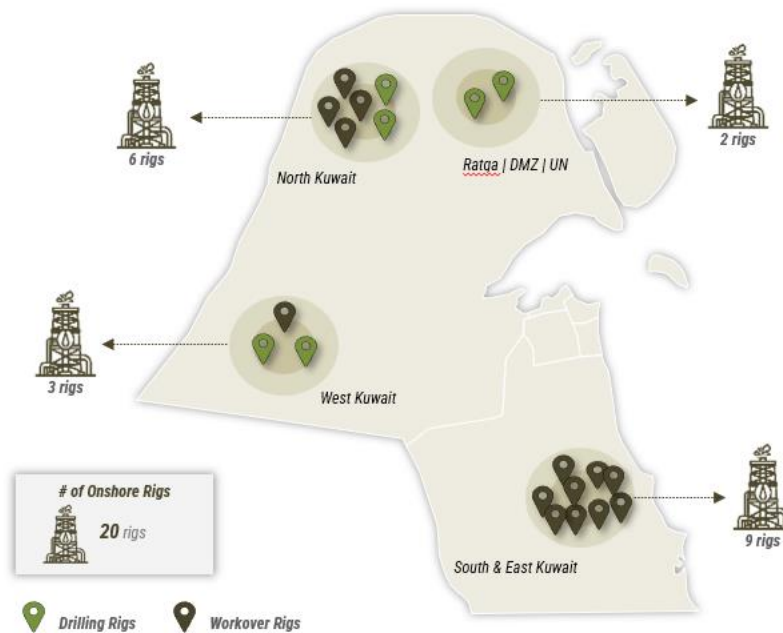 6 rigs
North Kuwait
Ratqa | DMZ | UN
2 rigs
3 rigs
West Kuwait
# of Onshore Rigs
20 rigs
South & East Kuwait
9 rigs
Drilling Rigs
Workover Rigs